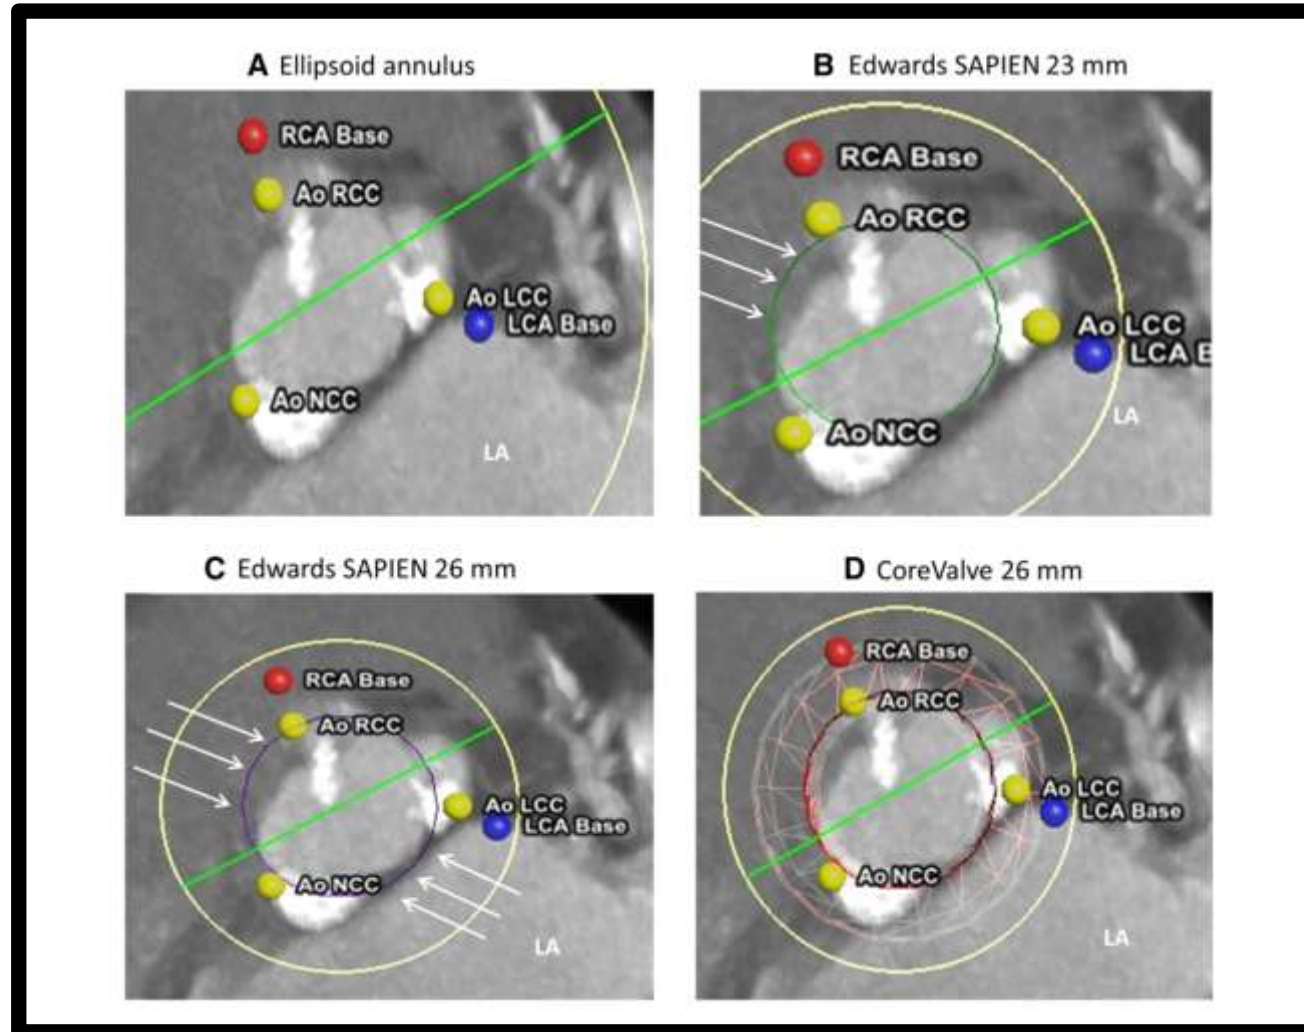 A Ellipsoid annulus
RCA Base
Ao RCC
Ao LCC
LCA Base
Ao NCC
LA
B Edwards SAPIEN 23 mm
RCA Base
Ao RCC
Ao LCC
LCA B
Ao NCC
LA
C Edwards SAPIEN 26 mm
RCA Base
Ao RCC
Ao LCC
LCA Base
Ao NCC
LA
D CoreValve 26 mm
RCA Base
Ao RCC
Ao LCC
LCA Base
Ao NCC
LA